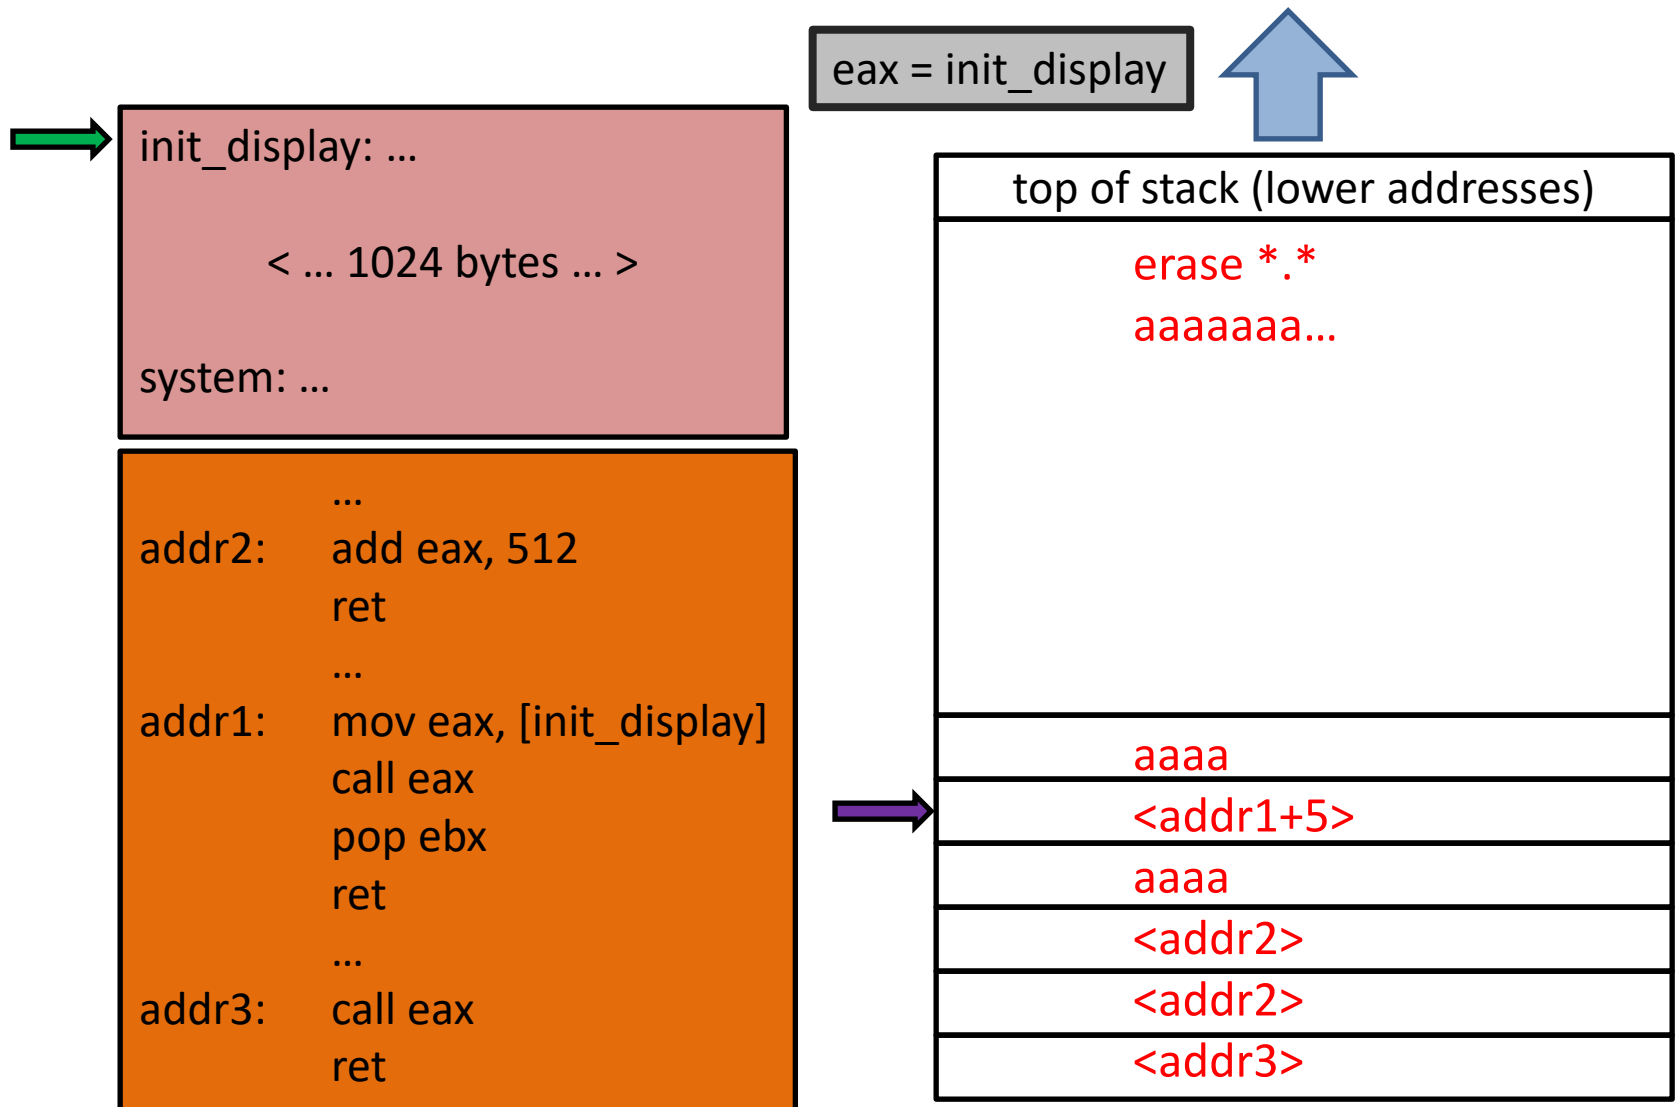 eax = init_display
init_display: …
< … 1024 bytes … >
system: …
…
addr2: add eax, 512
ret
…
addr1: mov eax, [init_display]
call eax
pop ebx
ret
…
addr3: call eax
ret
top of stack (lower addresses)
erase *.*
aaaaaaa…
aaaa
<addr1+5>
aaaa
<addr2>
<addr2>
<addr3>